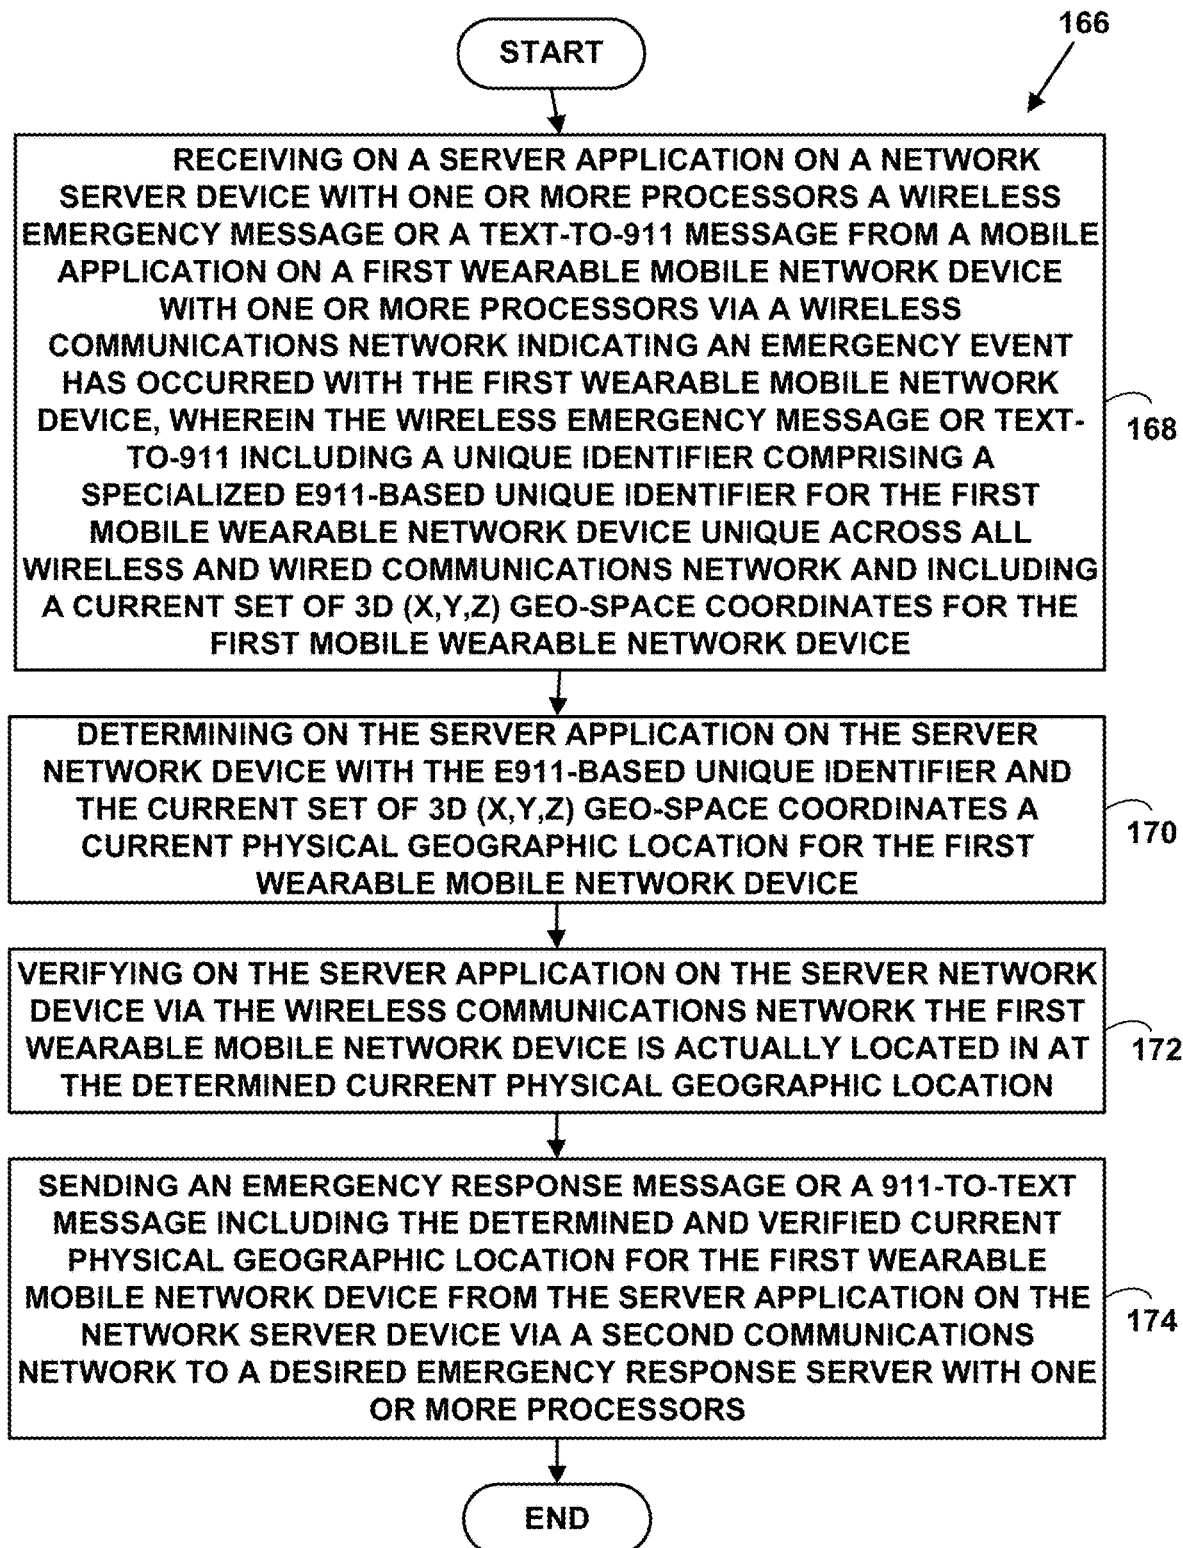 166
START
RECEIVING ON A SERVER APPLICATION ON A NETWORK
SERVER DEVICE WITH ONE OR MORE PROCESSORS A WIRELESS
EMERGENCY MESSAGE OR A TEXT-TO-911 MESSAGE FROM A MOBILE
APPLICATION ON A FIRST WEARABLE MOBILE NETWORK DEVICE
WITH ONE OR MORE PROCESSORS VIA A WIRELESS
COMMUNICATIONS NETWORK INDICATING AN EMERGENCY EVENT
HAS OCCURRED WITH THE FIRST WEARABLE MOBILE NETWORK
DEVICE, WHEREIN THE WIRELESS EMERGENCY MESSAGE OR TEXT-
TO-911 INCLUDING A UNIQUE IDENTIFIER COMPRISING A
SPECIALIZED E911-BASED UNIQUE IDENTIFIER FOR THE FIRST
MOBILE WEARABLE NETWORK DEVICE UNIQUE ACROSS ALL
WIRELESS AND WIRED COMMUNICATIONS NETWORK AND INCLUDING
A CURRENT SET OF 3D (X,Y,Z) GEO-SPACE COORDINATES FOR THE
FIRST MOBILE WEARABLE NETWORK DEVICE
168
DETERMINING ON THE SERVER APPLICATION ON THE SERVER
NETWORK DEVICE WITH THE E911-BASED UNIQUE IDENTIFIER AND
THE CURRENT SET OF 3D (X,Y,Z) GEO-SPACE COORDINATES A
CURRENT PHYSICAL GEOGRAPHIC LOCATION FOR THE FIRST
WEARABLE MOBILE NETWORK DEVICE
170
VERIFYING ON THE SERVER APPLICATION ON THE SERVER NETWORK
DEVICE VIA THE WIRELESS COMMUNICATIONS NETWORK THE FIRST
WEARABLE MOBILE NETWORK DEVICE IS ACTUALLY LOCATED IN AT
THE DETERMINED CURRENT PHYSICAL GEOGRAPHIC LOCATION
172
SENDING AN EMERGENCY RESPONSE MESSAGE OR A 911-TO-TEXT
MESSAGE INCLUDING THE DETERMINED AND VERIFIED CURRENT
PHYSICAL GEOGRAPHIC LOCATION FOR THE FIRST WEARABLE
MOBILE NETWORK DEVICE FROM THE SERVER APPLICATION ON THE
NETWORK SERVER DEVICE VIA A SECOND COMMUNICATIONS
NETWORK TO A DESIRED EMERGENCY RESPONSE SERVER WITH ONE
OR MORE PROCESSORS
174
END